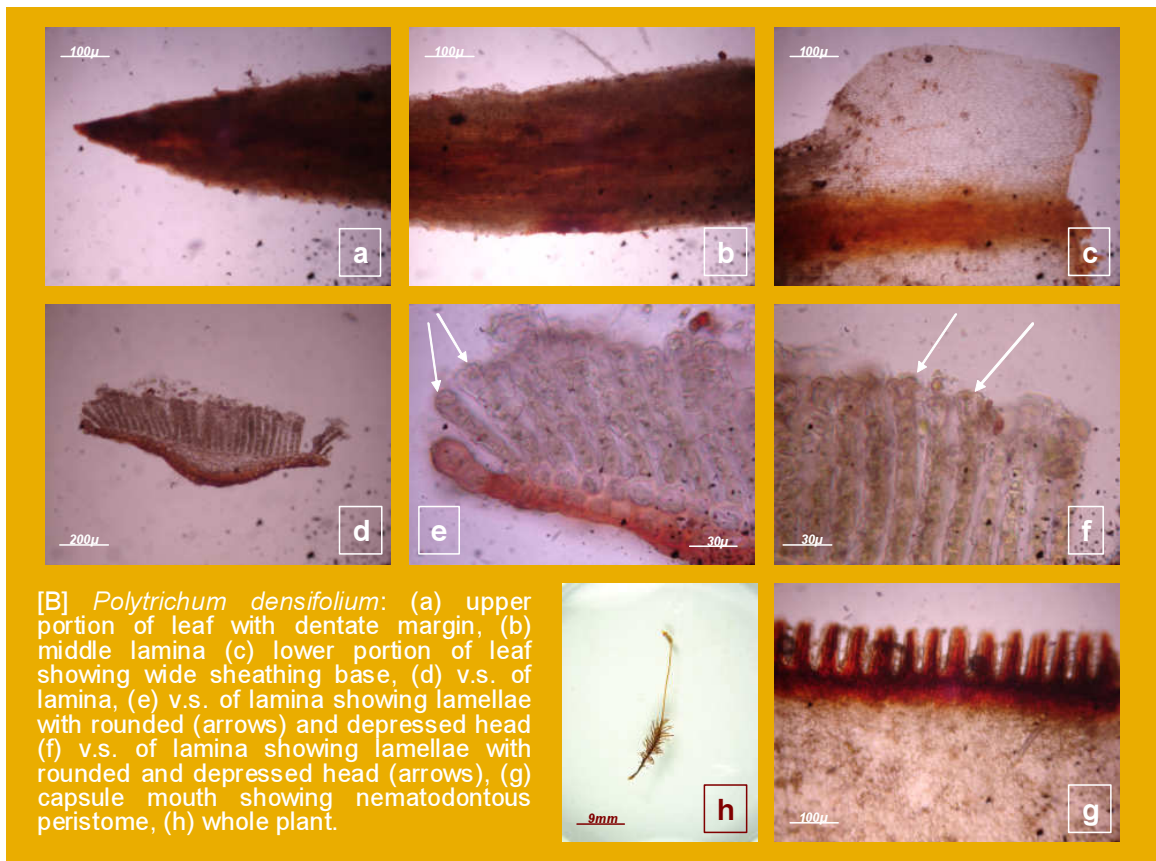 100µ
100µ
100µ
a
b
c
200µ
d
e
30µ
30µ
f
[B] Polytrichum densifolium: (a) upper
portion of leaf with dentate margin, (b)
middle lamina (c) lower portion of leaf
showing wide sheathing base, (d) v.s. of
lamina, (e) v.s. of lamina showing lamellae
with rounded (arrows) and depressed head
(f) v.s. of lamina showing lamellae with
rounded and depressed head (arrows), (g)
capsule mouth showing nematodontous
peristome, (h) whole plant.
9mm
h
100µ
g